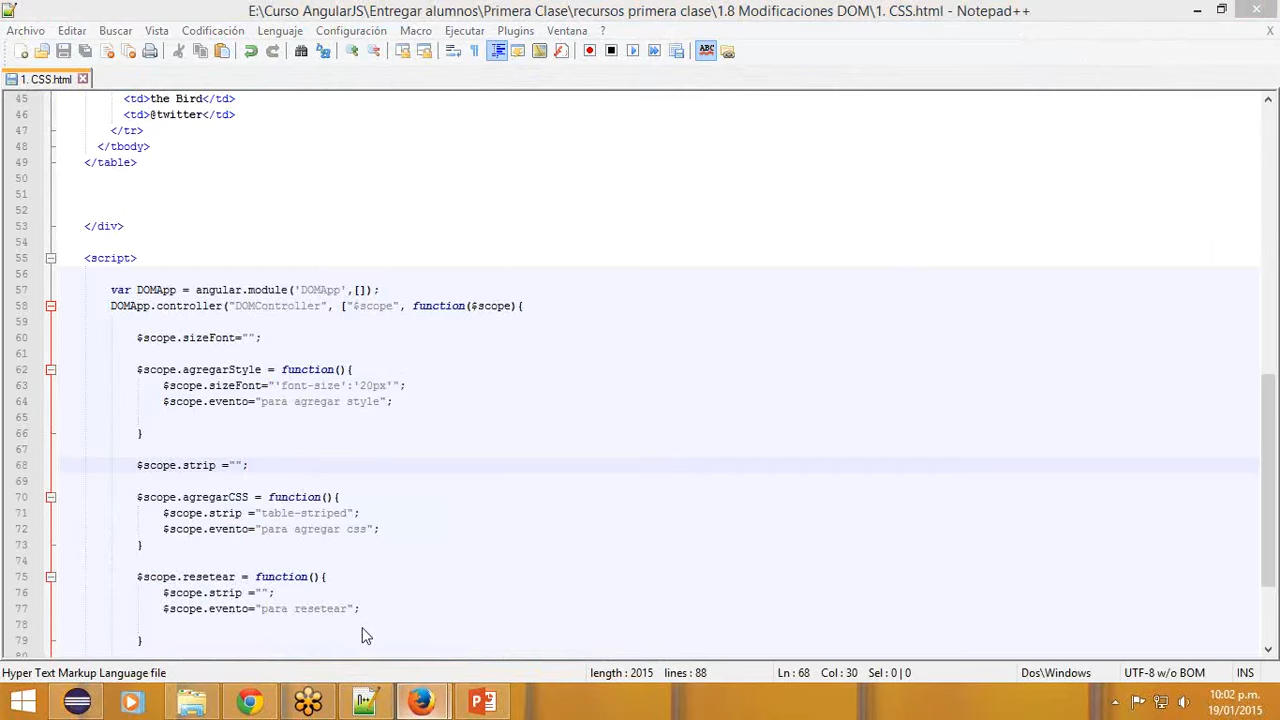 E:\Curso AngularJS\Entregar alumnos\Primera Clase\recursos primera clase\1.8 Modificaciones DOM\1. CSS.html - Notepad++
Archivo Editar Buscar Vista Codificación Lenguaje Configuración Macro Ejecutar Plugins Ventana ? X
1. CSS.html
45 <td>the Bird</td>
46 <td>@twitter</td>
47 </tr>
48 </tbody>
49 </table>
50
51
52
53 </div>
54
55 <script>
56
57 var DOMApp = angular.module('DOMApp',[]);
58 DOMApp.controller("DOMController", ["$scope", function($scope){
59
60 $scope.sizeFont="";
61
62 $scope.agregarStyle = function(){
63 $scope.sizeFont="'font-size':'20px'";
64 $scope.evento="para agregar style";
65
66 }
67
68 $scope.strip ="";
69
70 $scope.agregarCSS = function(){
71 $scope.strip ="table-striped";
72 $scope.evento="para agregar css";
73 }
74
75 $scope.resetear = function(){
76 $scope.strip ="";
77 $scope.evento="para resetear";
78
79 }
80
Hyper Text Markup Language file length : 2015 lines : 88 Ln : 68 Col : 30 Sel : 0 | 0 Dos\Windows UTF-8 w/o BOM INS
10:02 p.m.
19/01/2015